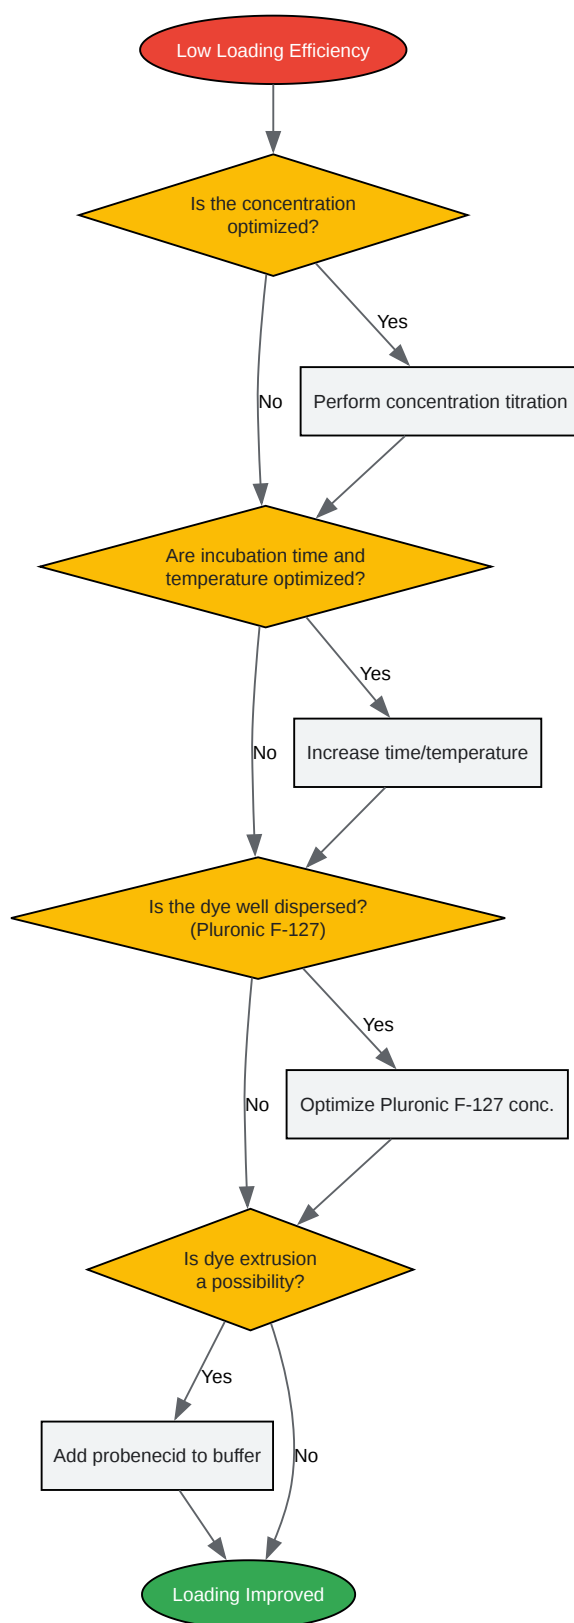 Low Loading Efficiency
Is the concentration
optimized?
Yes
No
Perform concentration titration
Are incubation time and
temperature optimized?
Yes
No
Increase time/temperature
Is the dye well dispersed?
(Pluronic F-127)
Yes
No
Optimize Pluronic F-127 conc.
Is dye extrusion
a possibility?
Yes
Add probenecid to buffer
No
Loading Improved